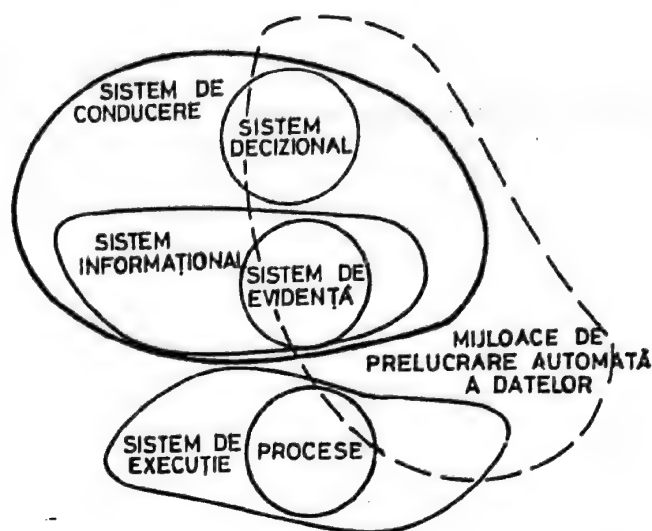 SISTEM DE
CONDUCERE
SISTEM
DECIZIONAL
SISTEM
INFORMAȚIONAL
SISTEM DE
EVIDENȚĂ
MIJLOACE DE
PRELUCRARE AUTOMATĂ
A DATELOR
SISTEM DE
EXECUȚIE
PROCESE